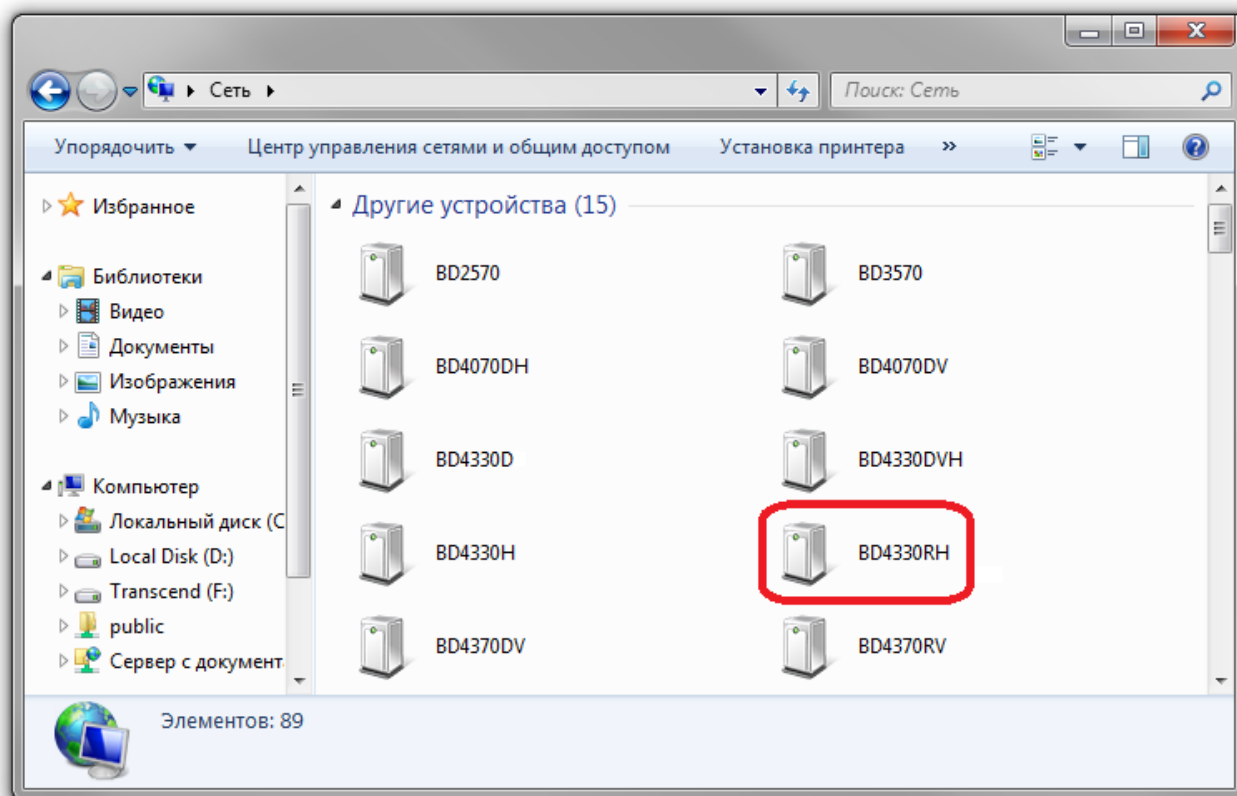 Сеть
Поиск: Сеть
Упорядочить Центр управления сетями и общим доступом Установка принтера »
Избранное
Библиотеки
Видео
Документы
Изображения
Музыка
Компьютер
Локальный диск (C
Local Disk (D:)
Transcend (F:)
public
Сервер с документ
Другие устройства (15)
BD2570 BD3570
BD4070DH BD4070DV
BD4330D BD4330DVH
BD4330H BD4330RH
BD4370DV BD4370RV
Элементов: 89